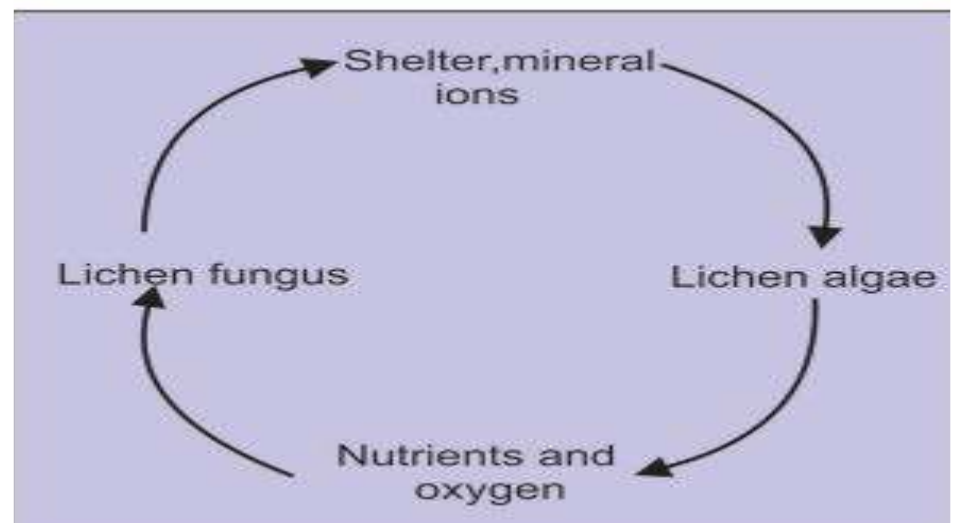 Shelter,mineral
ions
Lichen fungus
Lichen algae
Nutrients and
oxygen